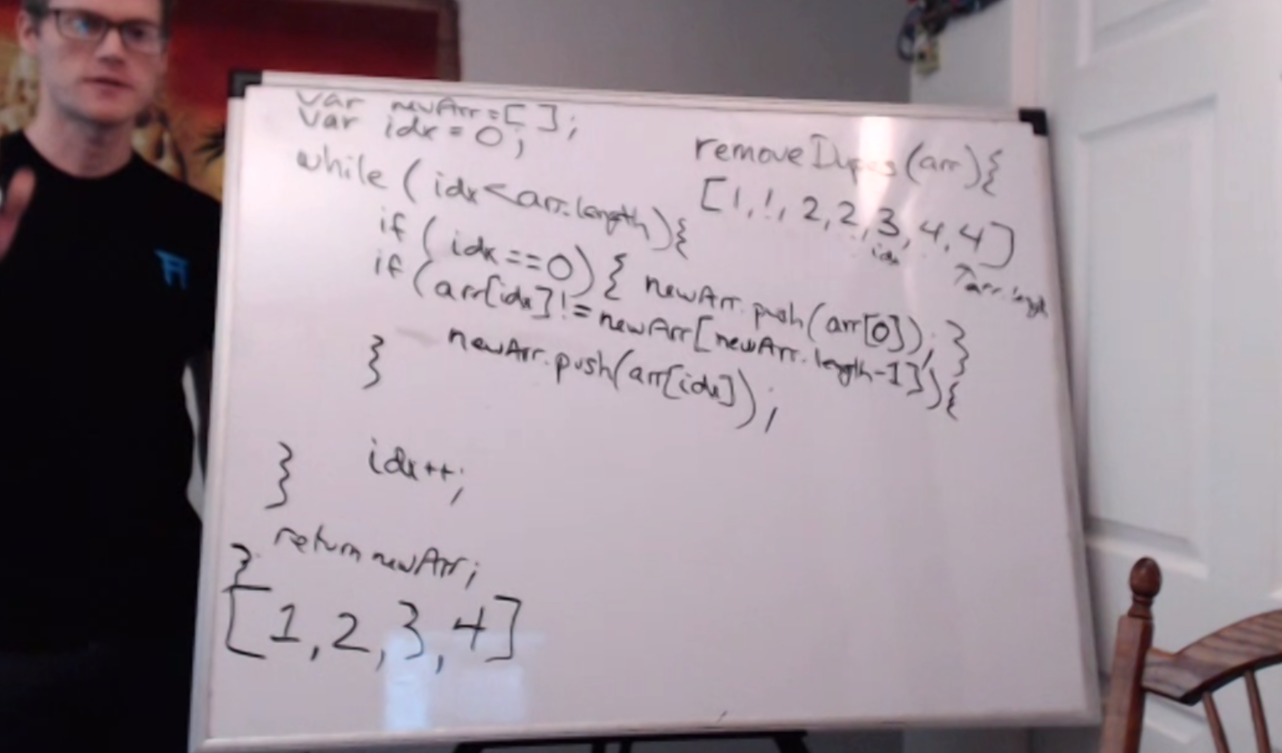 var newArr = [ ];
var idx = 0;
while ( idx < arr.length ) {
if ( idx == 0 ) { newArr.push(arr[0]); }
if (arr[idx] != newArr[newArr.length-1]) {
newArr.push(arr[idx]);
}
idx++;
}
return newArr;
}
[1, 2, 3, 4]
removeDupes (arr) {
[1, 1, 2, 2, 3, 4, 4]
idx
↑arr.length